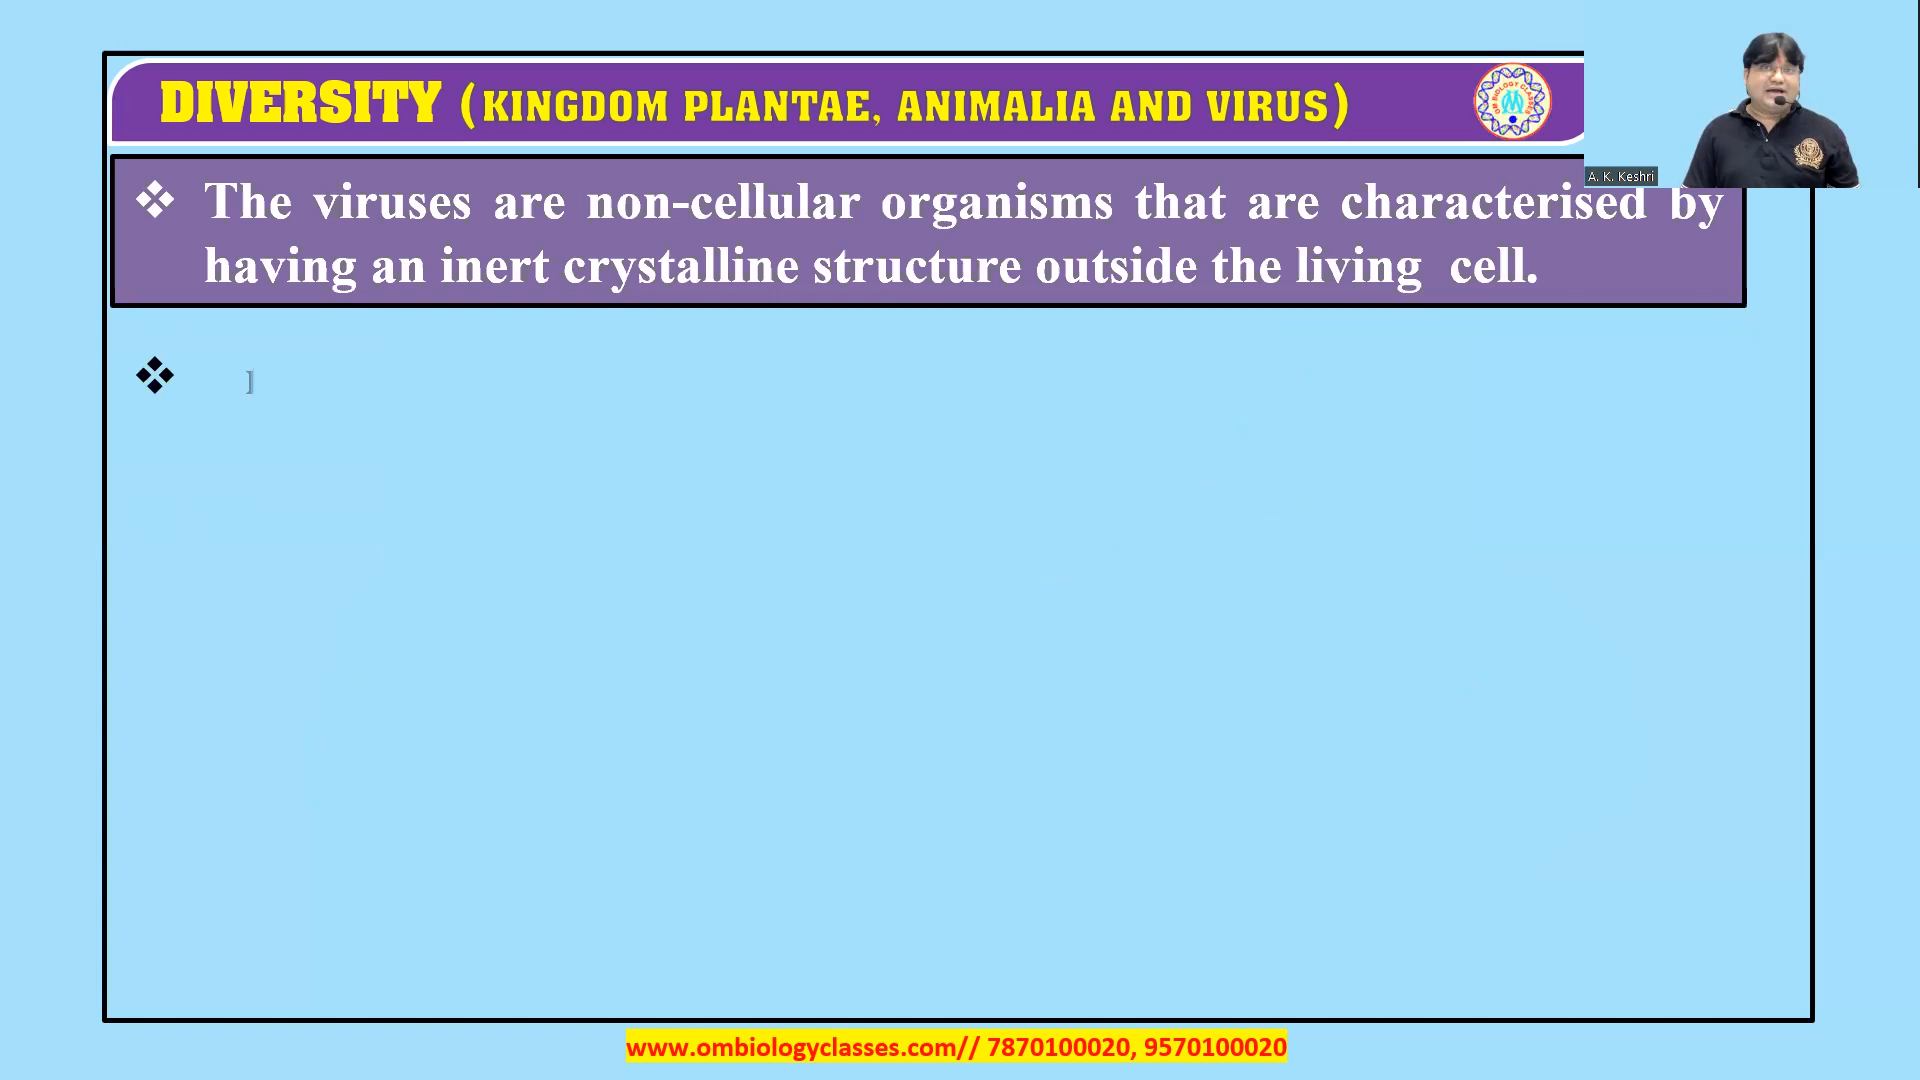 DIVERSITY (KINGDOM PLANTAE, ANIMALIA AND VIRUS)
A. K. Keshri
❖ The viruses are non-cellular organisms that are characterised by
having an inert crystalline structure outside the living cell.
❖
www.ombiologyclasses.com// 7870100020, 9570100020